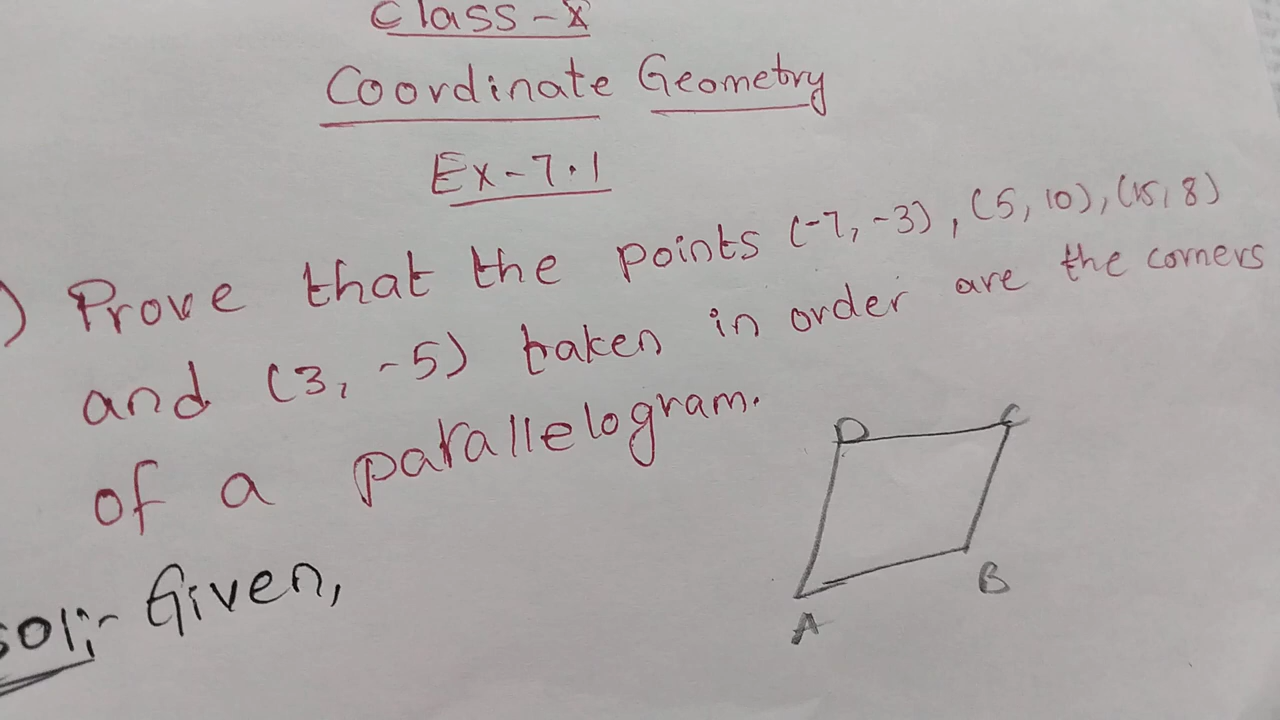 Class-X
Coordinate Geometry
Ex-7.1
) Prove that the points (-7, -3), (5, 10), (15, 8)
and (3, -5) taken in order are the corners
of a parallelogram.
Sol:- Given,
D C
A B